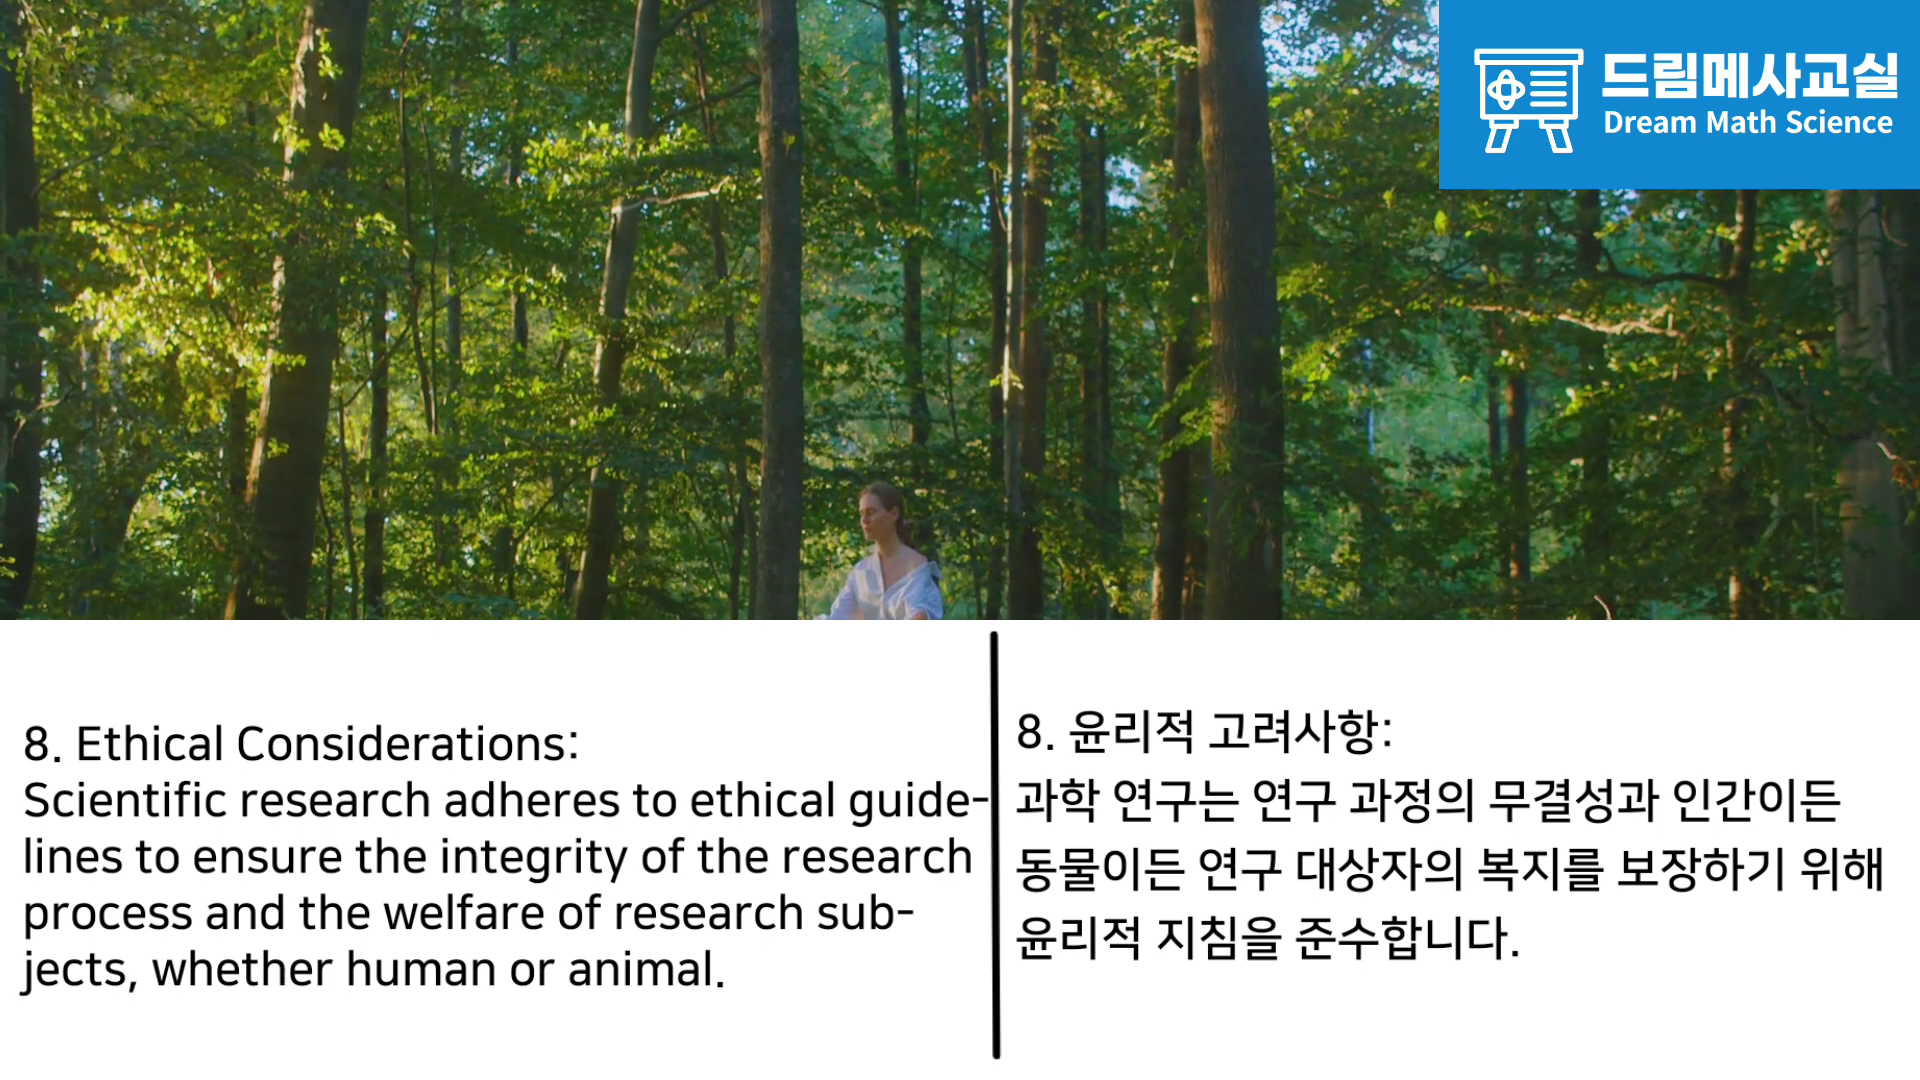 드림메사교실
Dream Math Science
8. Ethical Considerations:
Scientific research adheres to ethical guide-
lines to ensure the integrity of the research
process and the welfare of research sub-
jects, whether human or animal.
8. 윤리적 고려사항:
과학 연구는 연구 과정의 무결성과 인간이든
동물이든 연구 대상자의 복지를 보장하기 위해
윤리적 지침을 준수합니다.